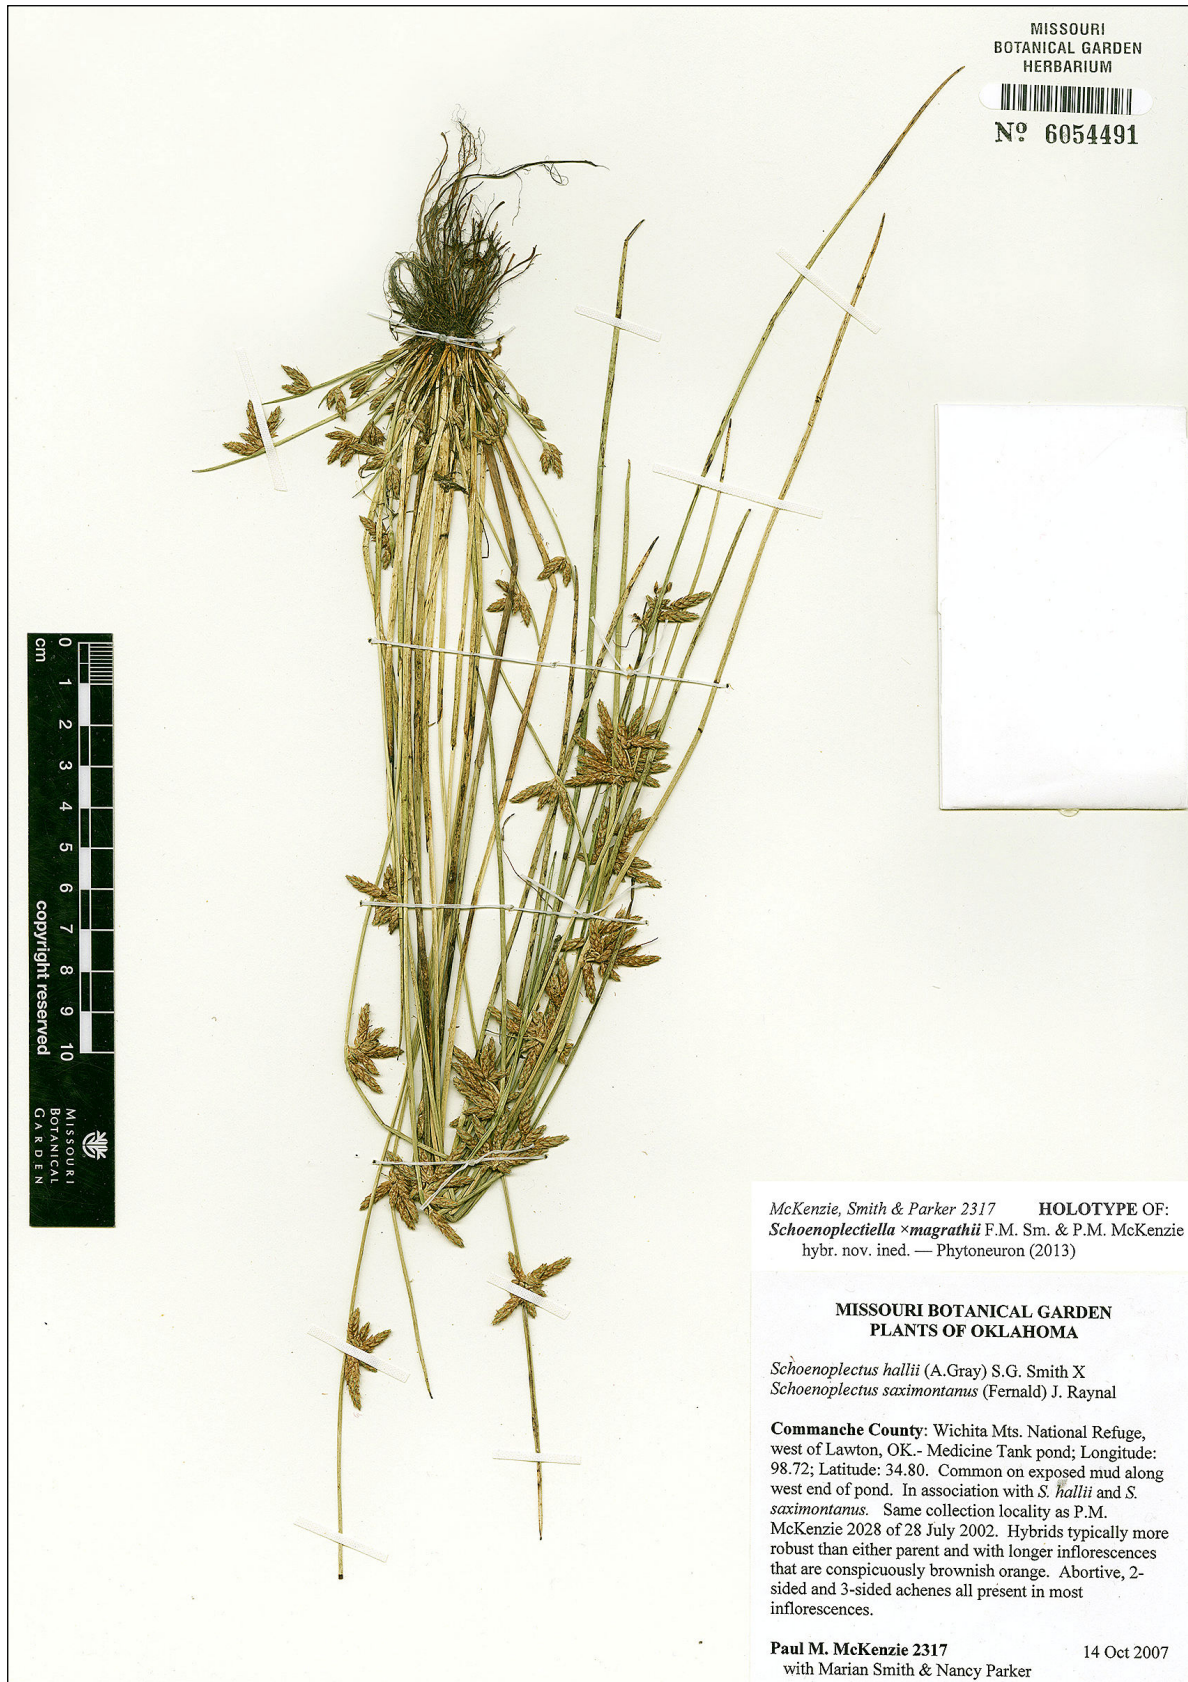 MISSOURI
BOTANICAL GARDEN
HERBARIUM
Nº 6054491
cm
0
1
2
3
4
5
6
7
8
9
10
copyright reserved
MISSOURI
BOTANICAL
GARDEN
McKenzie, Smith & Parker 2317 HOLOTYPE OF:
Schoenoplectiella ×magrathii F.M. Sm. & P.M. McKenzie
hybr. nov. ined. — Phytoneuron (2013)
MISSOURI BOTANICAL GARDEN
PLANTS OF OKLAHOMA
Schoenoplectus hallii (A.Gray) S.G. Smith X
Schoenoplectus saximontanus (Fernald) J. Raynal
Commanche County: Wichita Mts. National Refuge,
west of Lawton, OK.- Medicine Tank pond; Longitude:
98.72; Latitude: 34.80. Common on exposed mud along
west end of pond. In association with S. hallii and S.
saximontanus. Same collection locality as P.M.
McKenzie 2028 of 28 July 2002. Hybrids typically more
robust than either parent and with longer inflorescences
that are conspicuously brownish orange. Abortive, 2-
sided and 3-sided achenes all present in most
inflorescences.
Paul M. McKenzie 2317 14 Oct 2007
with Marian Smith & Nancy Parker